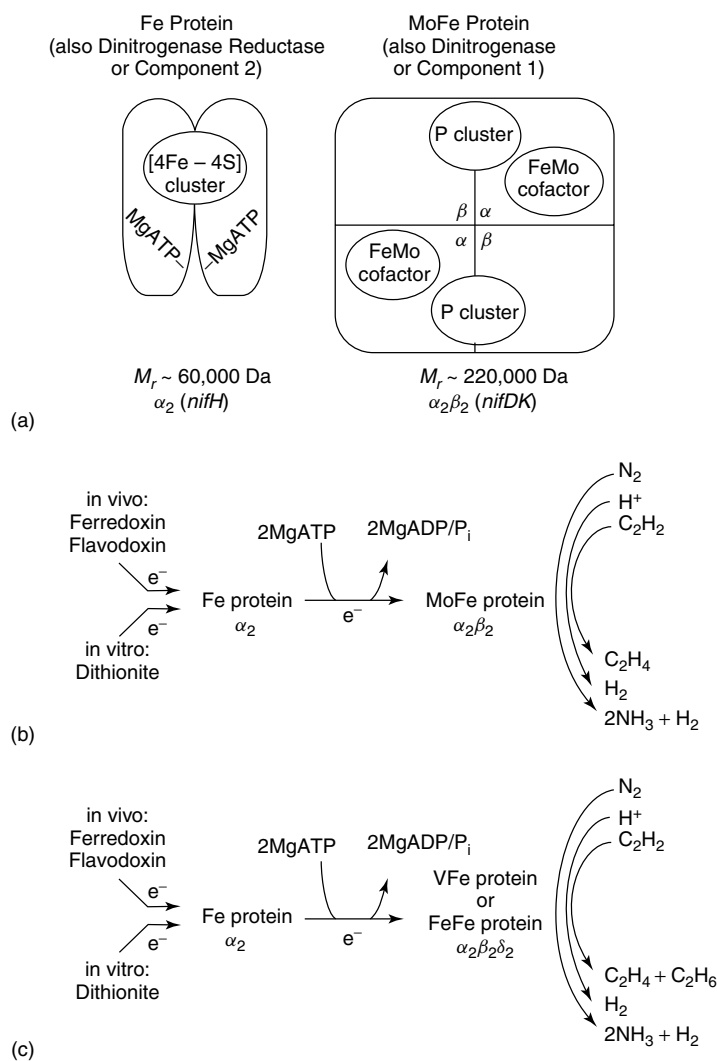 Fe Protein
(also Dinitrogenase Reductase
or Component 2)
MoFe Protein
(also Dinitrogenase
or Component 1)
[4Fe – 4S]
cluster
MgATP–
–MgATP
P cluster
FeMo
cofactor
β α
α β
FeMo
cofactor
P cluster
Mr ~ 60,000 Da
α2 (nifH)
Mr ~ 220,000 Da
α2β2 (nifDK)
(a)
in vivo:
Ferredoxin
Flavodoxin
e–
e–
in vitro:
Dithionite
Fe protein
α2
2MgATP
2MgADP/Pi
e–
MoFe protein
α2β2
N2
H+
C2H2
C2H4
H2
2NH3 + H2
(b)
in vivo:
Ferredoxin
Flavodoxin
e–
e–
in vitro:
Dithionite
Fe protein
α2
2MgATP
2MgADP/Pi
e–
VFe protein
or
FeFe protein
α2β2δ2
N2
H+
C2H2
C2H4 + C2H6
H2
2NH3 + H2
(c)